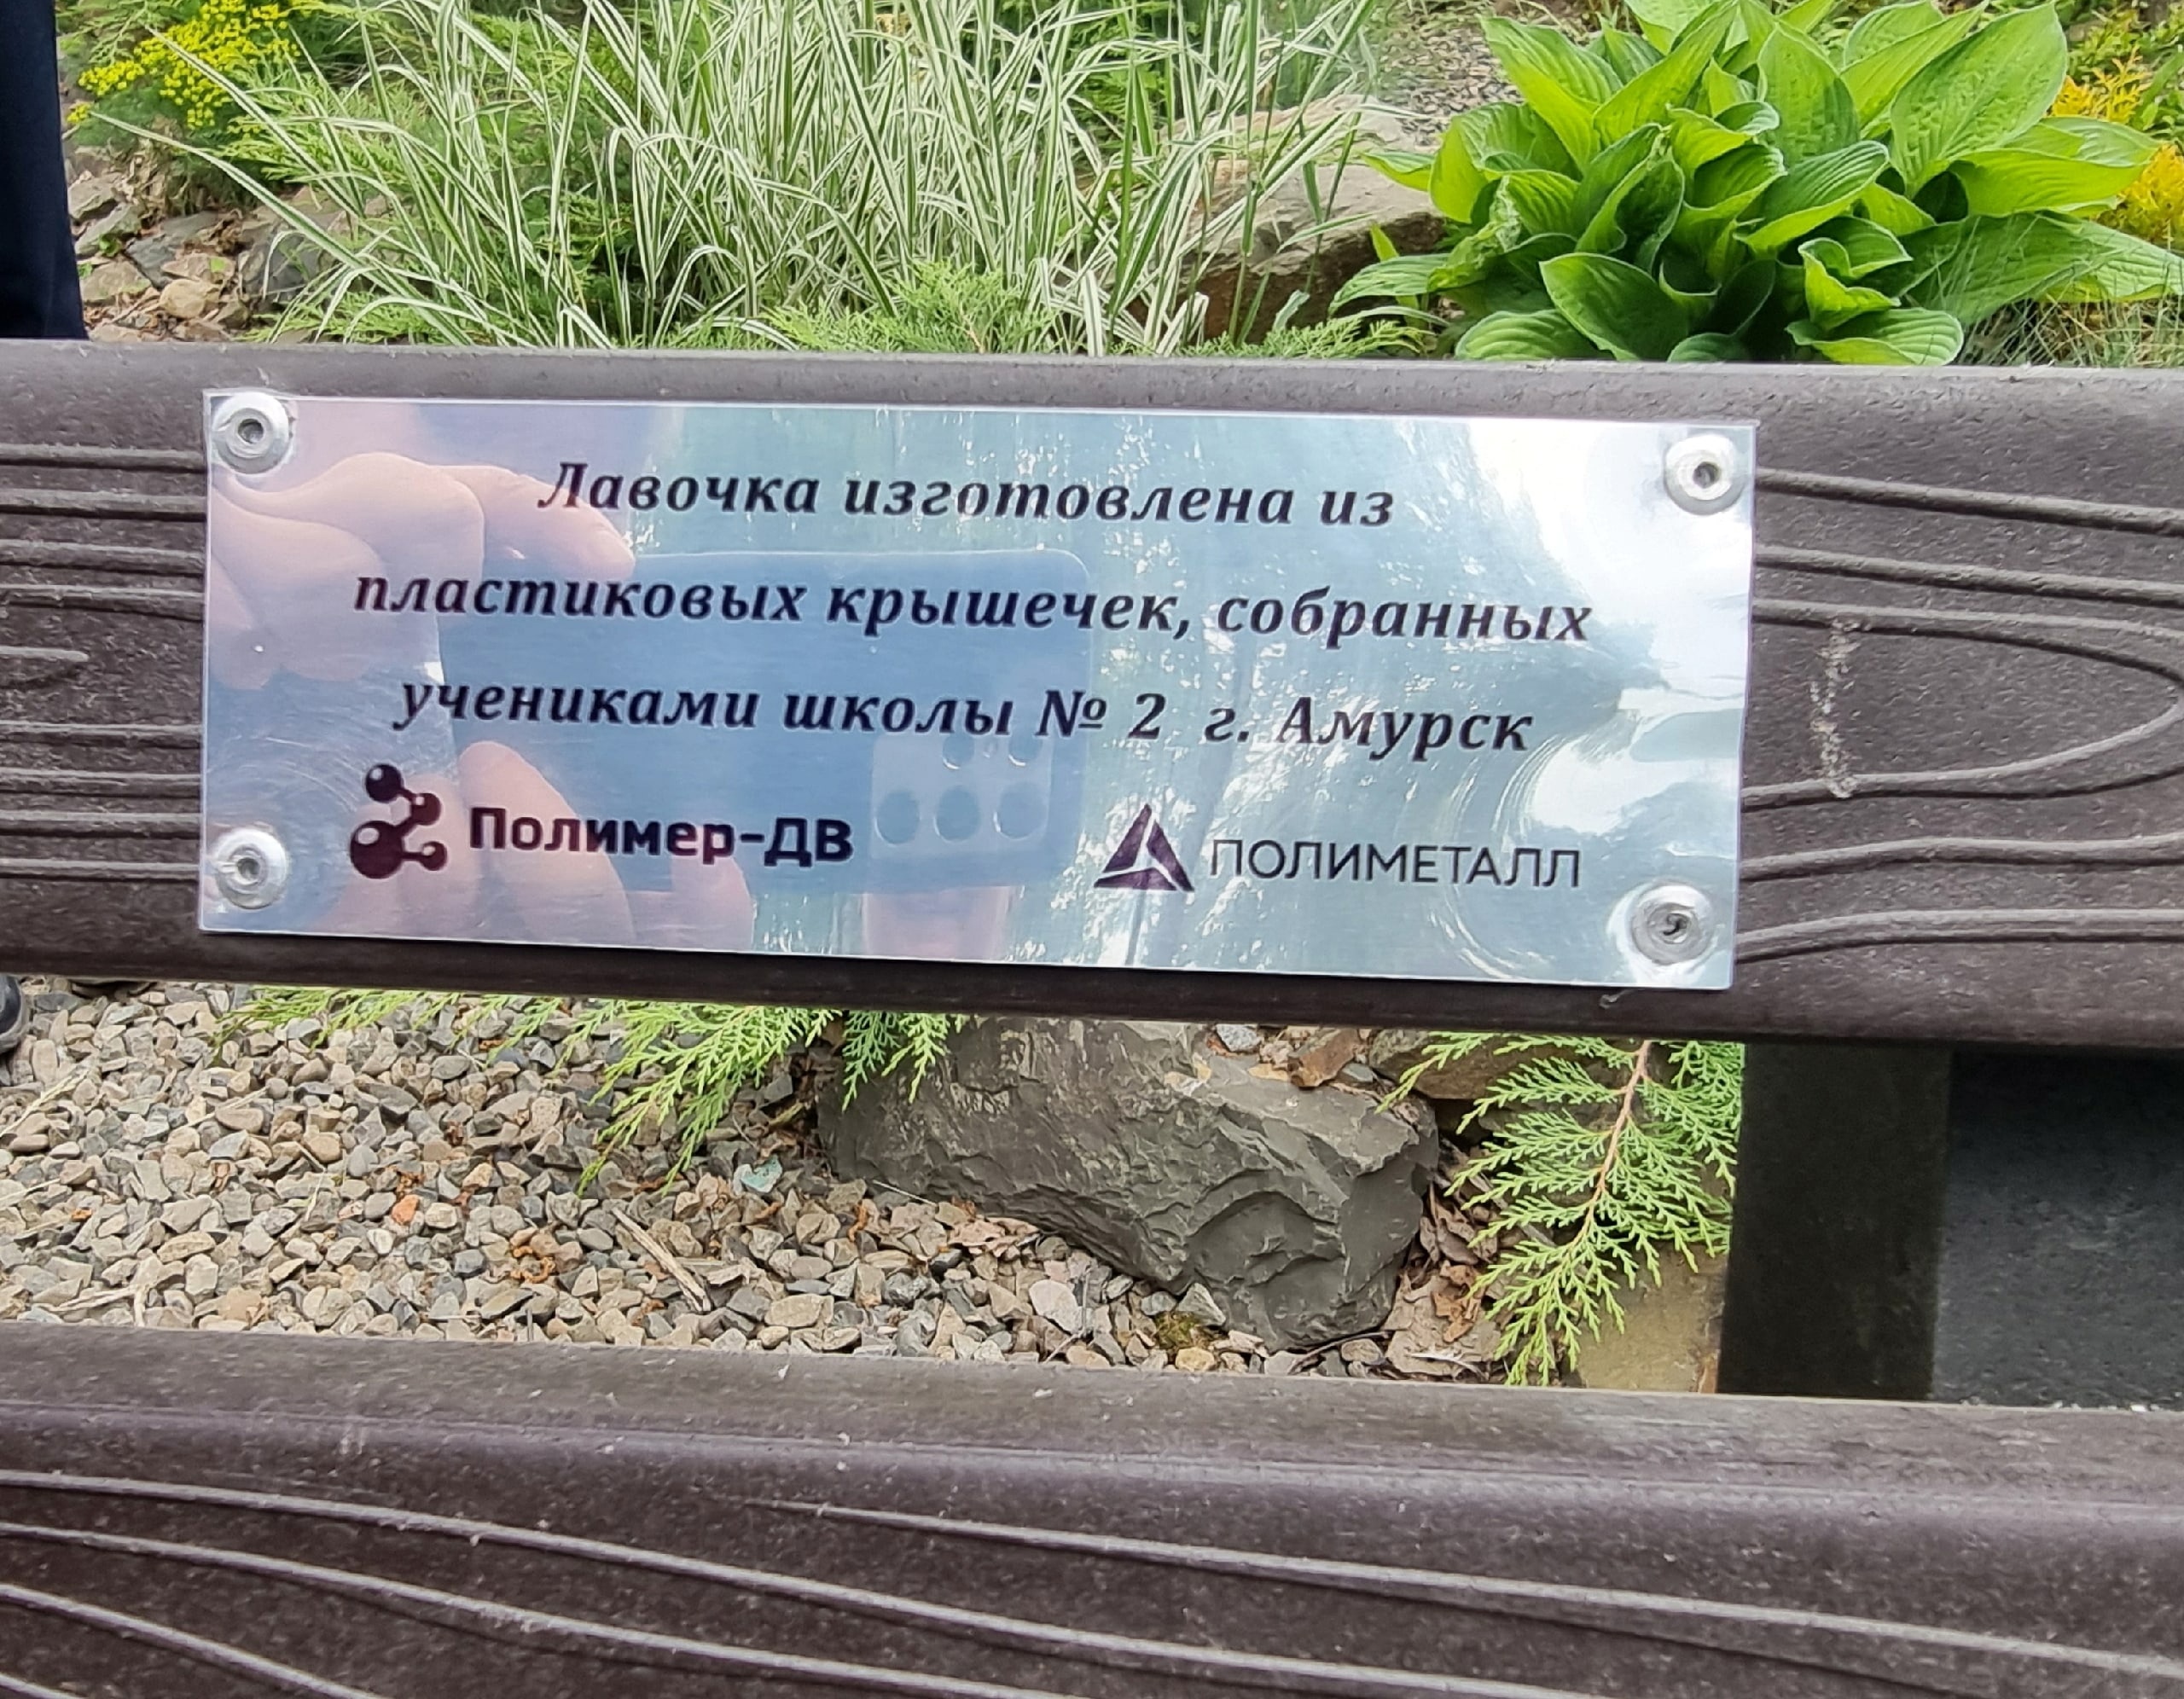 Лавочка изготовлена из
пластиковых крышечек, собранных
учениками школы № 2 г. Амурск
Полимер-ДВ
ПОЛИМЕТАЛЛ